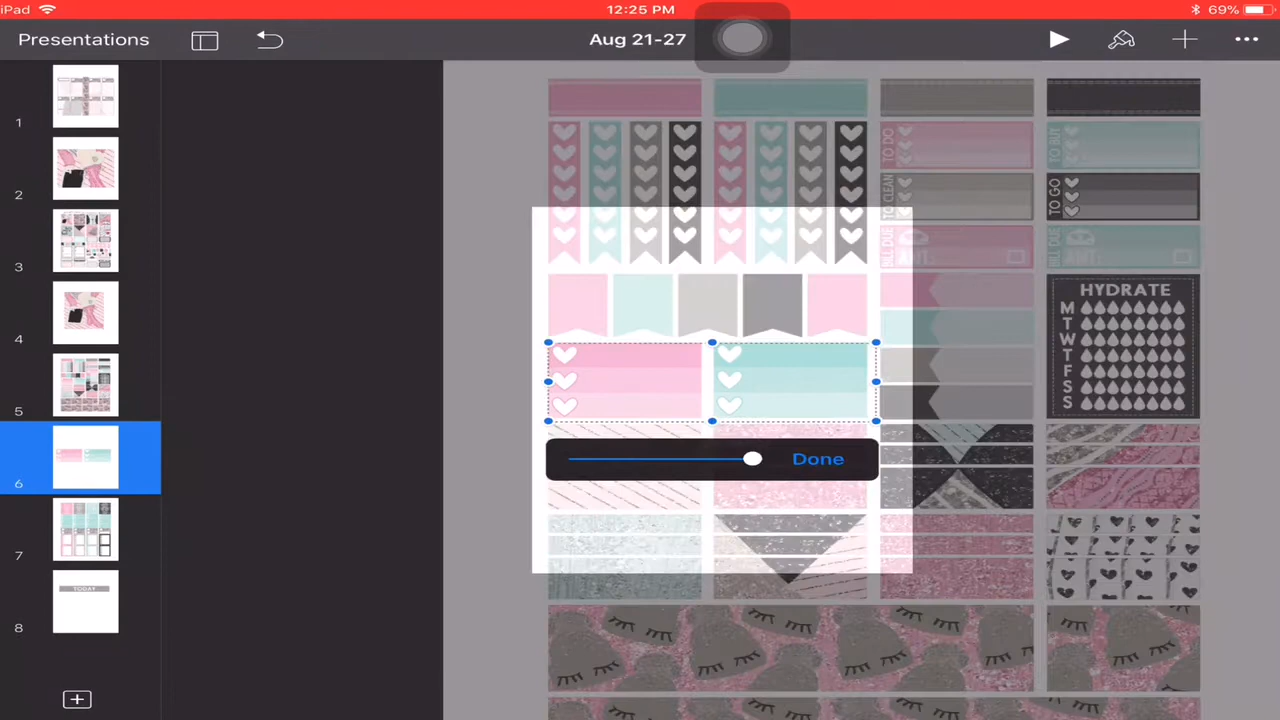 iPad 12:25 PM 69%
Presentations Aug 21-27
1
2
3
4
5
6
7
8
TODAY
Done
TO DO
TO BUY
TO CLEAN
TO GO
BILL DUE AMT:
BILL DUE AMT:
HYDRATE
M
T
W
T
F
S
S